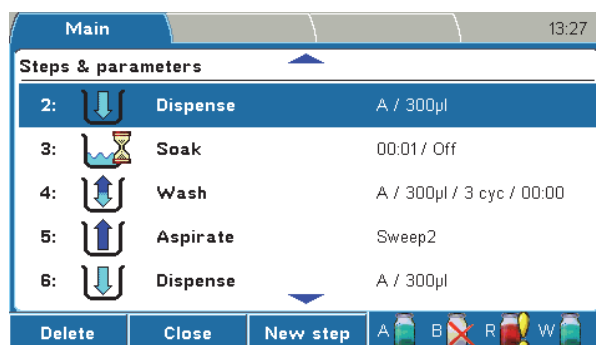 Main 13:27
Steps & parameters
2: Dispense A / 300µl
3: Soak 00:01 / Off
4: Wash A / 300µl / 3 cyc / 00:00
5: Aspirate Sweep2
6: Dispense A / 300µl
Delete Close New step A B R W